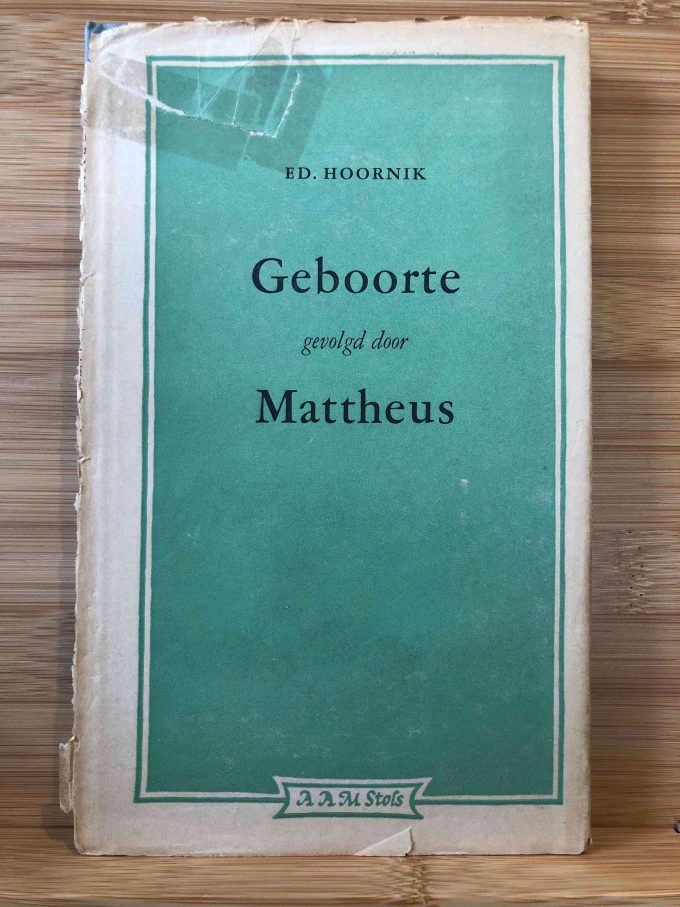 ED. HOORNIK
Geboorte
gevolgd door
Mattheus
A A M Stols